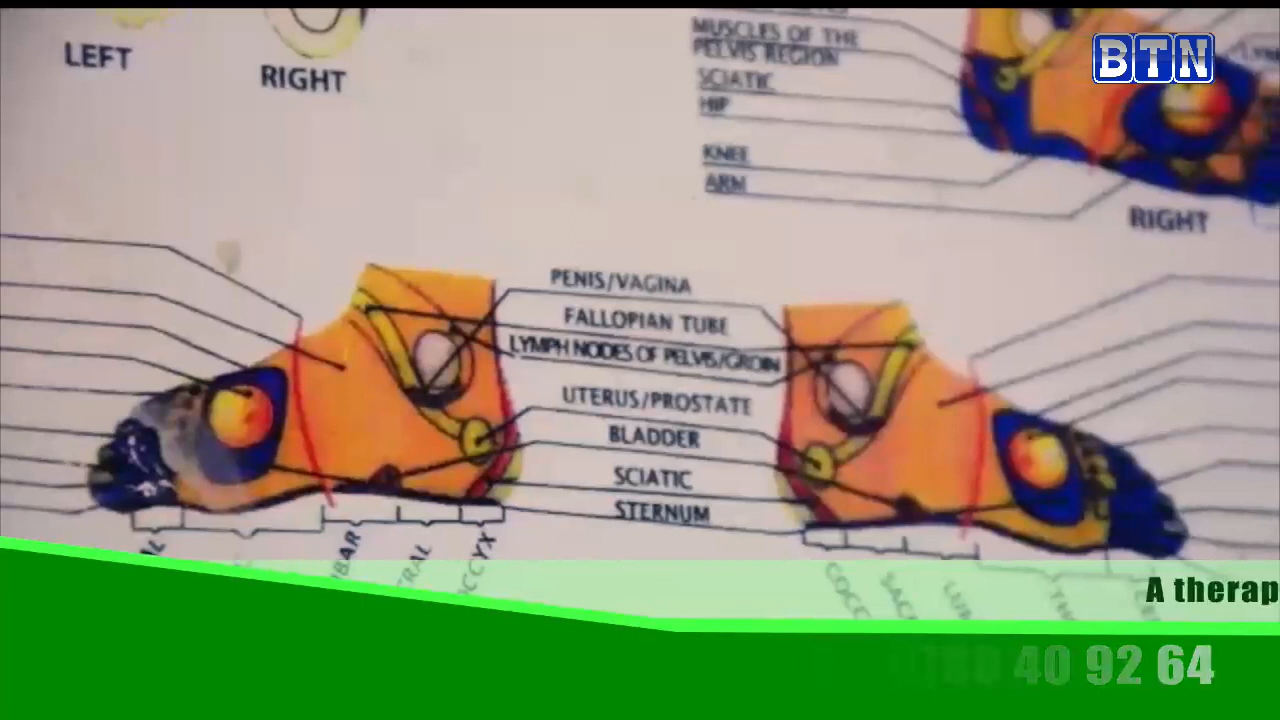 BTN
LEFT
RIGHT
MUSCLES OF THE
PELVIS REGION
SCIATIC
HIP
KNEE
ARM
RIGHT
PENIS/VAGINA
FALLOPIAN TUBE
LYMPH NODES OF PELVIS/GROIN
UTERUS/PROSTATE
BLADDER
SCIATIC
STERNUM
A therap
40 92 64